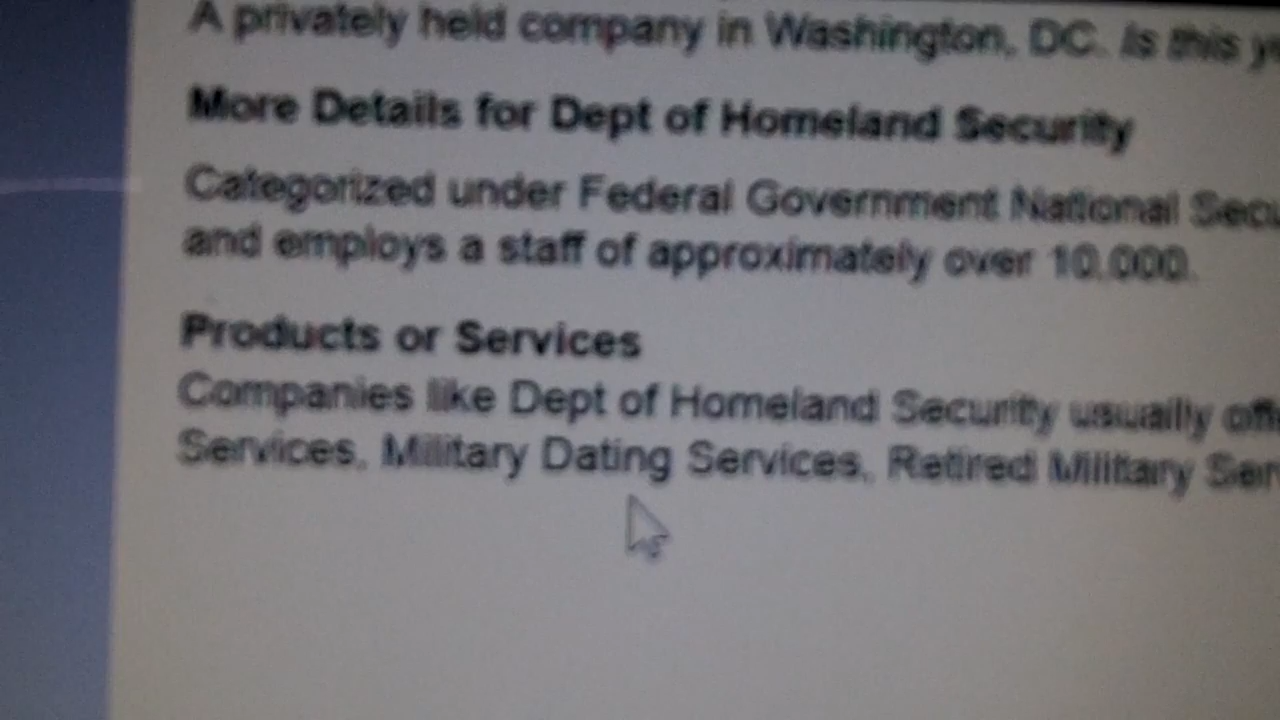 A privately held company in Washington, DC. Is this
More Details for Dept of Homeland Security
Categorized under Federal Government National
and employs a staff of approximately over 10,000.
Products or Services
Companies like Dept of Homeland Security usually
Services, Military Dating Services, Retired Military